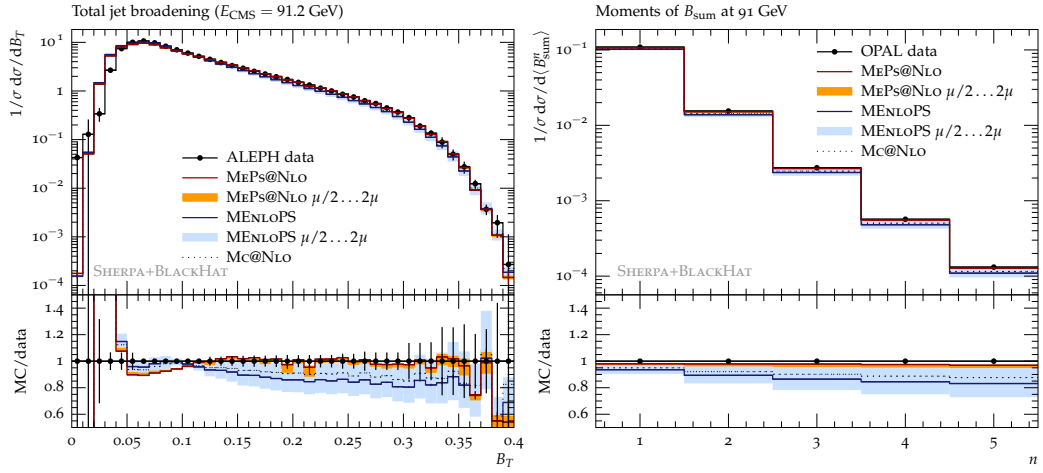 Total jet broadening (E_CMS = 91.2 GeV)
1/σ dσ/dB_T
10^1
1
10^−1
10^−2
10^−3
10^−4
ALEPH data
MEPS@NLO
MEPS@NLO μ/2 . . . 2μ
MENLOPS
MENLOPS μ/2 . . . 2μ
MC@NLO
SHERPA+BLACKHAT
MC/data
1.4
1.2
1
0.8
0.6
0
0.05
0.1
0.15
0.2
0.25
0.3
0.35
0.4
B_T
Moments of B_sum at 91 GeV
1/σ dσ/d⟨B^n_sum⟩
10^−1
10^−2
10^−3
10^−4
OPAL data
MEPS@NLO
MEPS@NLO μ/2 . . . 2μ
MENLOPS
MENLOPS μ/2 . . . 2μ
MC@NLO
SHERPA+BLACKHAT
MC/data
1.4
1.2
1
0.8
0.6
1
2
3
4
5
n